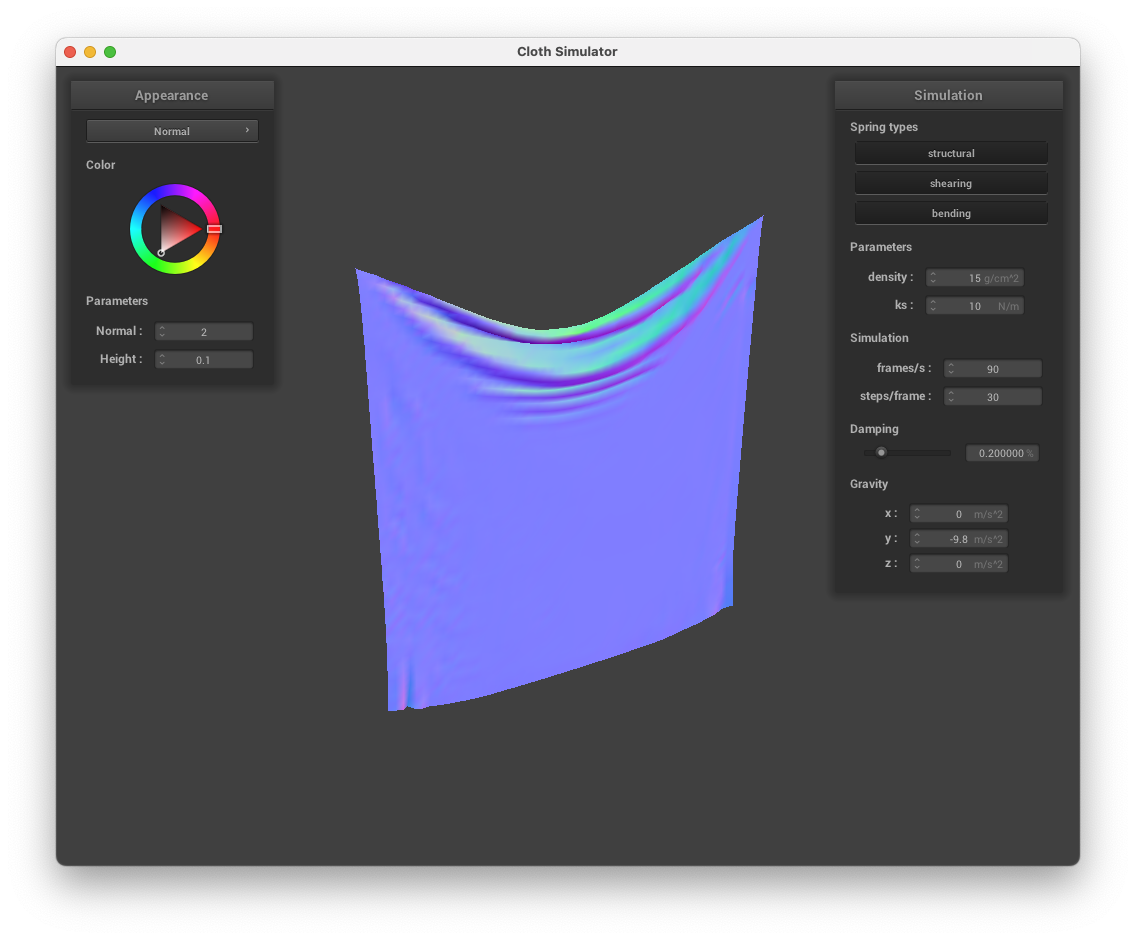 Cloth Simulator
Appearance
Normal
Color
Parameters
Normal : 2
Height : 0.1
Simulation
Spring types
structural
shearing
bending
Parameters
density : 15 g/cm^2
ks : 10 N/m
Simulation
frames/s : 90
steps/frame : 30
Damping
0.200000 %
Gravity
x : 0 m/s^2
y : -9.8 m/s^2
z : 0 m/s^2